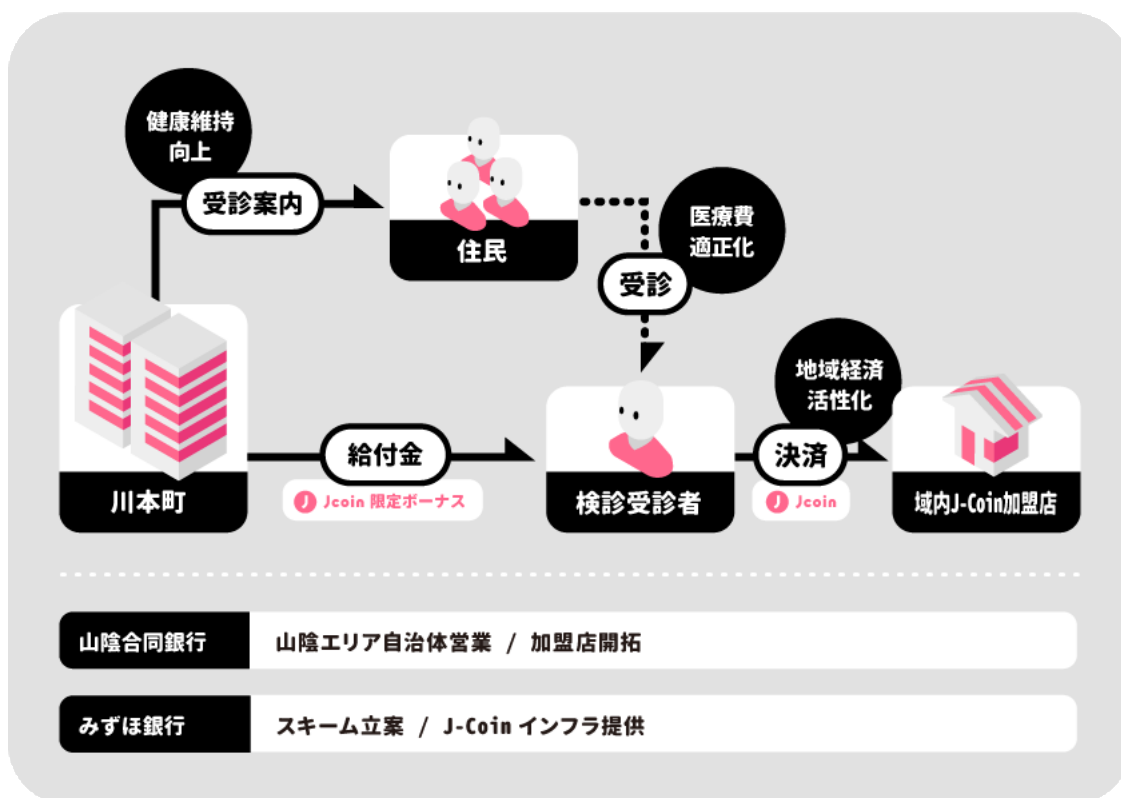 健康維持
向上
受診案内
住民
医療費
適正化
受診
地域経済
活性化
川本町
給付金
J Jcoin 限定ボーナス
検診受診者
決済
J Jcoin
域内J-Coin加盟店
山陰合同銀行
山陰エリア自治体営業 / 加盟店開拓
みずほ銀行
スキーム立案 / J-Coin インフラ提供